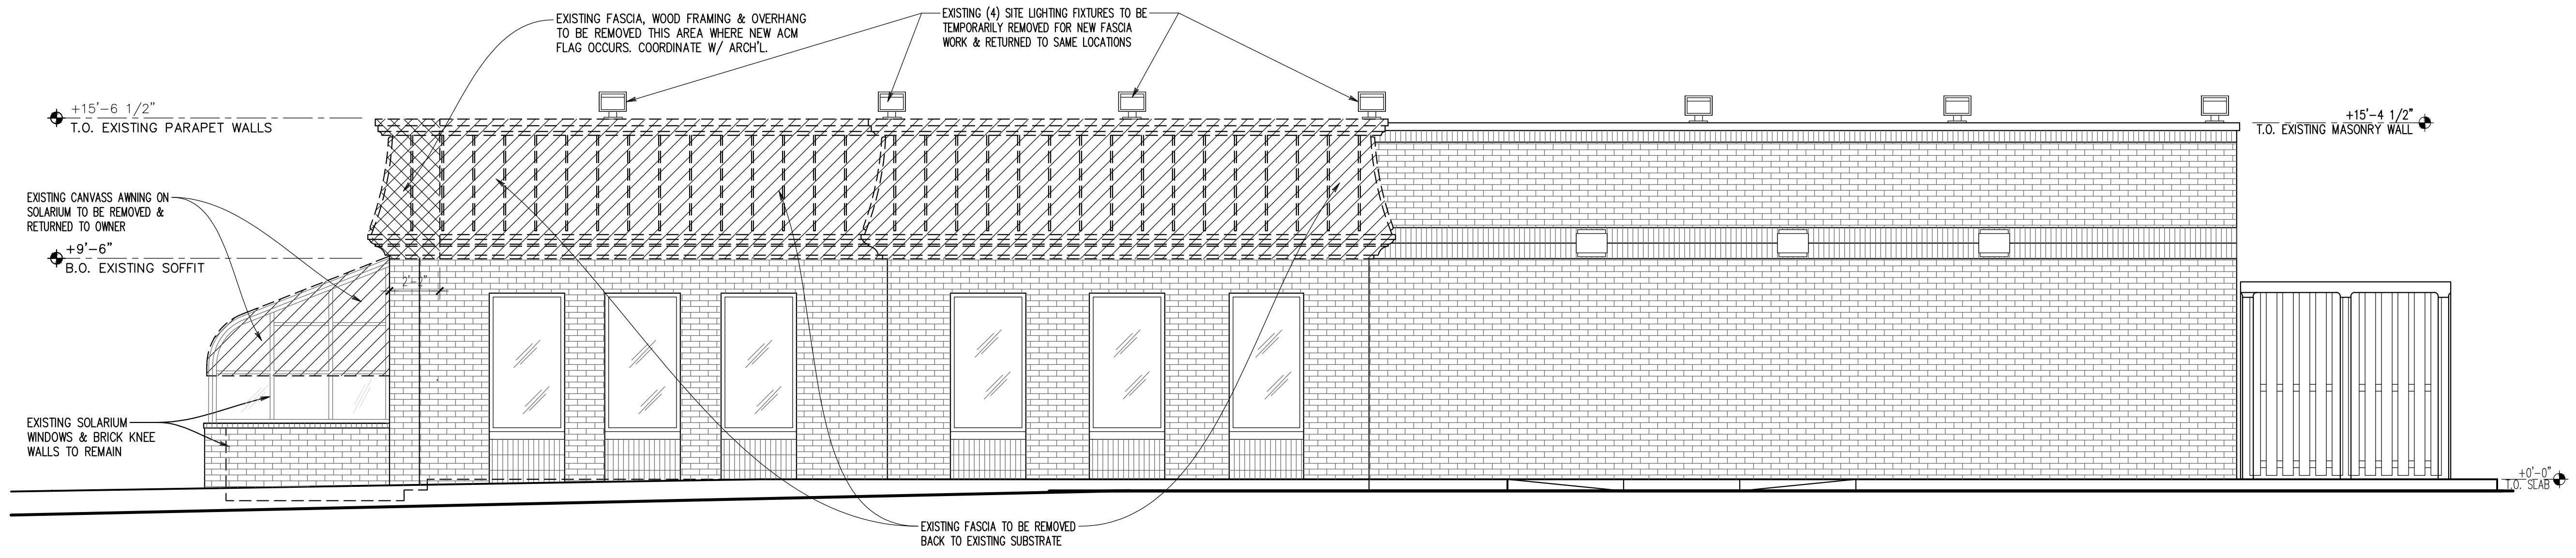 EXISTING FASCIA, WOOD FRAMING & OVERHANG
TO BE REMOVED THIS AREA WHERE NEW ACM
FLAG OCCURS. COORDINATE W/ ARCH'L.
EXISTING (4) SITE LIGHTING FIXTURES TO BE
TEMPORARILY REMOVED FOR NEW FASCIA
WORK & RETURNED TO SAME LOCATIONS
+15'-6 1/2"
T.O. EXISTING PARAPET WALLS
+15'-4 1/2"
T.O. EXISTING MASONRY WALL
EXISTING CANVASS AWNING ON
SOLARIUM TO BE REMOVED &
RETURNED TO OWNER
+9'-6"
B.O. EXISTING SOFFIT
2'-2"
EXISTING SOLARIUM
WINDOWS & BRICK KNEE
WALLS TO REMAIN
+0'-0"
T.O. SLAB
EXISTING FASCIA TO BE REMOVED
BACK TO EXISTING SUBSTRATE